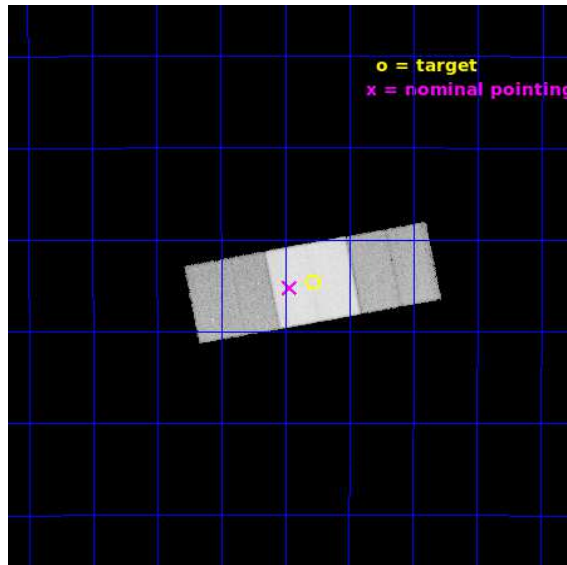 o = target
x = nominal pointing